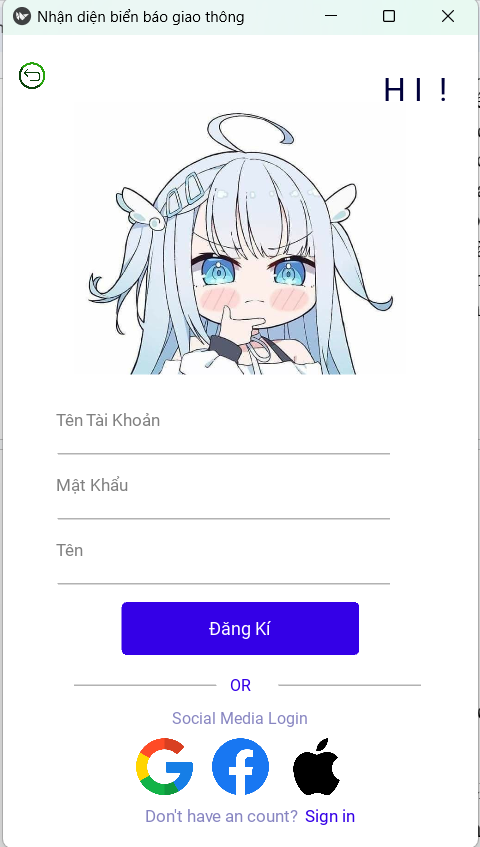 Nhận diện biển báo giao thông
H I !
Tên Tài Khoản
Mật Khẩu
Tên
Đăng Kí
OR
Social Media Login
Don't have an count? Sign in